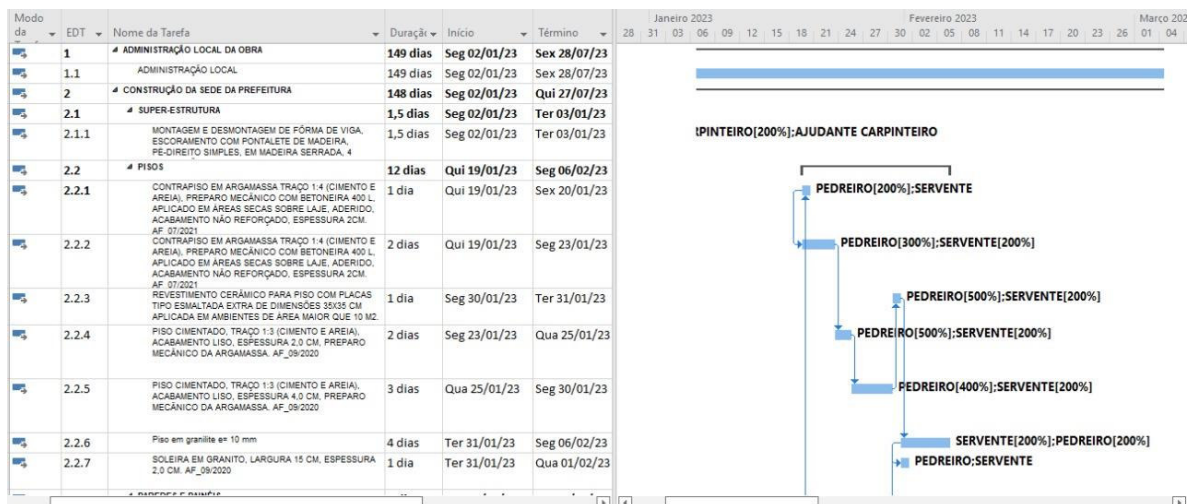 Modo Janeiro 2023 Fevereiro 2023 Março 202
da EDT Nome da Tarefa Duraçãc Início Término 28 31 03 06 09 12 15 18 21 24 27 30 02 05 08 11 14 17 20 23 26 01 04
1 ADMINISTRAÇÃO LOCAL DA OBRA 149 dias Seg 02/01/23 Sex 28/07/23
1.1 ADMINISTRAÇÃO LOCAL 149 dias Seg 02/01/23 Sex 28/07/23
2 CONSTRUÇÃO DA SEDE DA PREFEITURA 148 dias Seg 02/01/23 Qui 27/07/23
2.1 SUPER-ESTRUTURA 1,5 dias Seg 02/01/23 Ter 03/01/23
2.1.1 MONTAGEM E DESMONTAGEM DE FÔRMA DE VIGA, 1,5 dias Seg 02/01/23 Ter 03/01/23 RPINTEIRO[200%];AJUDANTE CARPINTEIRO
ESCORAMENTO COM PONTALETE DE MADEIRA,
PÉ-DIREITO SIMPLES, EM MADEIRA SERRADA, 4
2.2 PISOS 12 dias Qui 19/01/23 Seg 06/02/23
2.2.1 CONTRAPISO EM ARGAMASSA TRAÇO 1:4 (CIMENTO E 1 dia Qui 19/01/23 Sex 20/01/23 PEDREIRO[200%];SERVENTE
AREIA), PREPARO MECÂNICO COM BETONEIRA 400 L,
APLICADO EM ÁREAS SECAS SOBRE LAJE, ADERIDO,
ACABAMENTO NÃO REFORÇADO, ESPESSURA 2CM.
AF_07/2021
2.2.2 CONTRAPISO EM ARGAMASSA TRAÇO 1:4 (CIMENTO E 2 dias Qui 19/01/23 Seg 23/01/23 PEDREIRO[300%];SERVENTE[200%]
AREIA), PREPARO MECÂNICO COM BETONEIRA 400 L,
APLICADO EM ÁREAS SECAS SOBRE LAJE, ADERIDO,
ACABAMENTO NÃO REFORÇADO, ESPESSURA 2CM.
AF_07/2021
2.2.3 REVESTIMENTO CERÂMICO PARA PISO COM PLACAS 1 dia Seg 30/01/23 Ter 31/01/23 PEDREIRO[500%];SERVENTE[200%]
TIPO ESMALTADA EXTRA DE DIMENSÕES 35X35 CM
APLICADA EM AMBIENTES DE ÁREA MAIOR QUE 10 M2.
2.2.4 PISO CIMENTADO, TRAÇO 1:3 (CIMENTO E AREIA), 2 dias Seg 23/01/23 Qua 25/01/23 PEDREIRO[500%];SERVENTE[200%]
ACABAMENTO LISO, ESPESSURA 2,0 CM, PREPARO
MECÂNICO DA ARGAMASSA. AF_09/2020
2.2.5 PISO CIMENTADO, TRAÇO 1:3 (CIMENTO E AREIA), 3 dias Qua 25/01/23 Seg 30/01/23 PEDREIRO[400%];SERVENTE[200%]
ACABAMENTO LISO, ESPESSURA 4,0 CM, PREPARO
MECÂNICO DA ARGAMASSA. AF_09/2020
2.2.6 Piso em granilite e= 10 mm 4 dias Ter 31/01/23 Seg 06/02/23 SERVENTE[200%];PEDREIRO[200%]
2.2.7 SOLEIRA EM GRANITO, LARGURA 15 CM, ESPESSURA 1 dia Ter 31/01/23 Qua 01/02/23 PEDREIRO;SERVENTE
2,0 CM. AF_09/2020